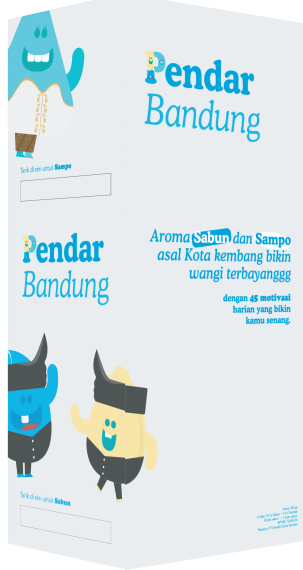 Tarik di sini untuk Sampo
Pendar
Bandung
Tarik di sini untuk Sabun
Pendar
Bandung
Aroma Sabun dan Sampo
asal Kota kembang bikin
wangi terbayanggg
dengan 45 motivasi
harian yang bikin
kamu senang.